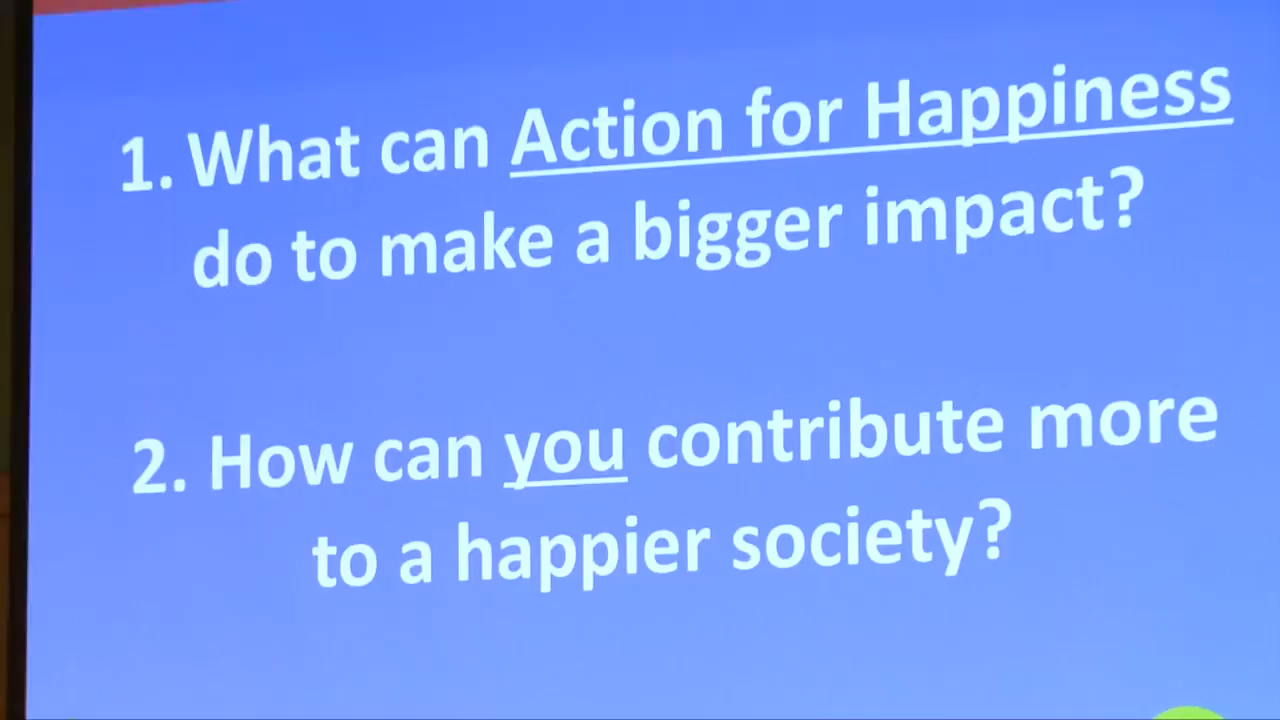 1. What can Action for Happiness
do to make a bigger impact?
2. How can you contribute more
to a happier society?